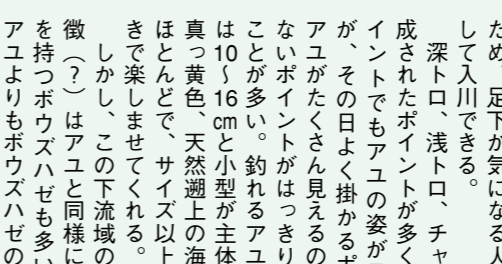 ため、足下が気になる人
して入川できる。
深トロ、浅トロ、チャ
成されたポイントが多く
イントでもアユの姿が
が、その日よく掛かるポ
アユがたくさん見えるの
ないポイントがはっきり
ことが多い。釣れるアユ
は10〜16㎝と小型が主体
真っ黄色、天然遡上の海
ほとんどで、サイズ以上
きで楽しませてくれる。
しかし、この下流域の
徴（？）はアユと同様に
を持つボウズハゼも多い
アユよりもボウズハゼの